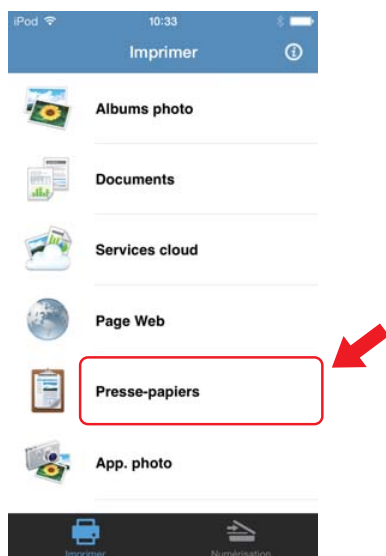 iPod 10:33
Imprimer
Albums photo
Documents
Services cloud
Page Web
Presse-papiers
App. photo
Imprimer Numérisation